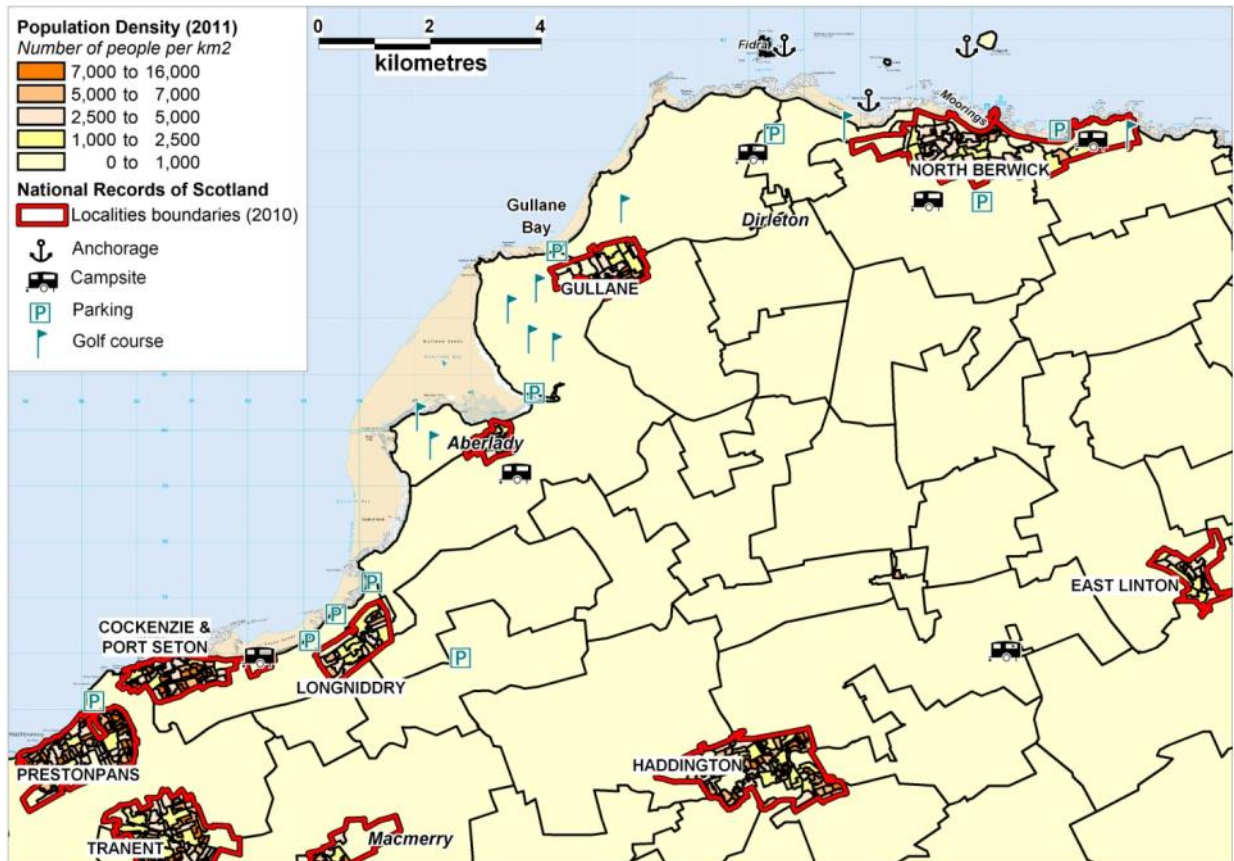 Population Density (2011)
Number of people per km2
7,000 to 16,000
5,000 to 7,000
2,500 to 5,000
1,000 to 2,500
0 to 1,000
National Records of Scotland
Localities boundaries (2010)
Anchorage
Campsite
P Parking
Golf course
0 2 4
kilometres
Fidra
Moorings
P
P
NORTH BERWICK
P
Dirleton
Gullane
Bay
P
GULLANE
P
Aberlady
EAST LINTON
P
P
P
COCKENZIE &
PORT SETON
P
LONGNIDDRY
P
HADDINGTON
PRESTONPANS
Macmerry
TRANENT